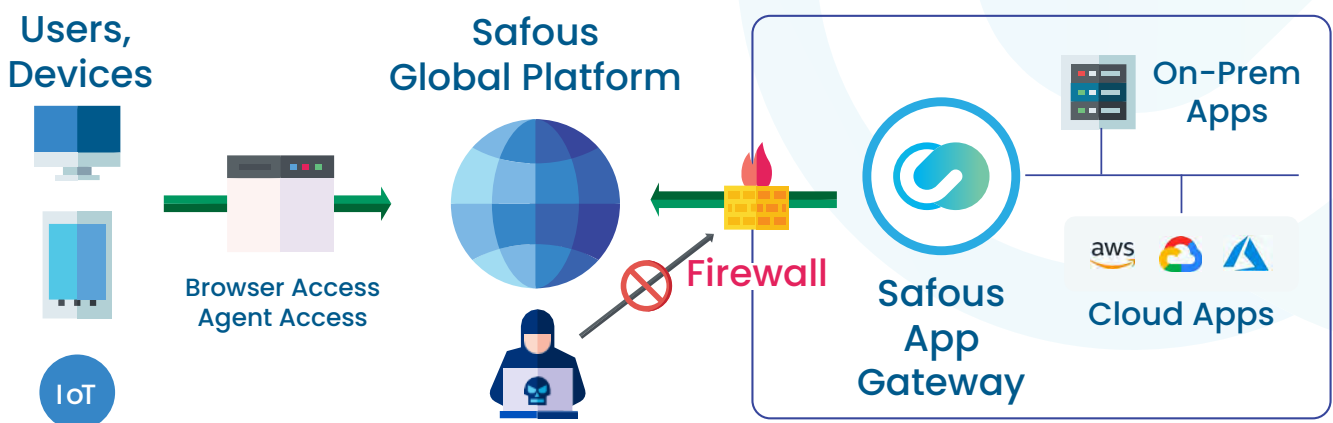 Users,
Devices
IoT
Browser Access
Agent Access
Safous
Global Platform
Firewall
Safous
App
Gateway
On-Prem
Apps
aws
Cloud Apps